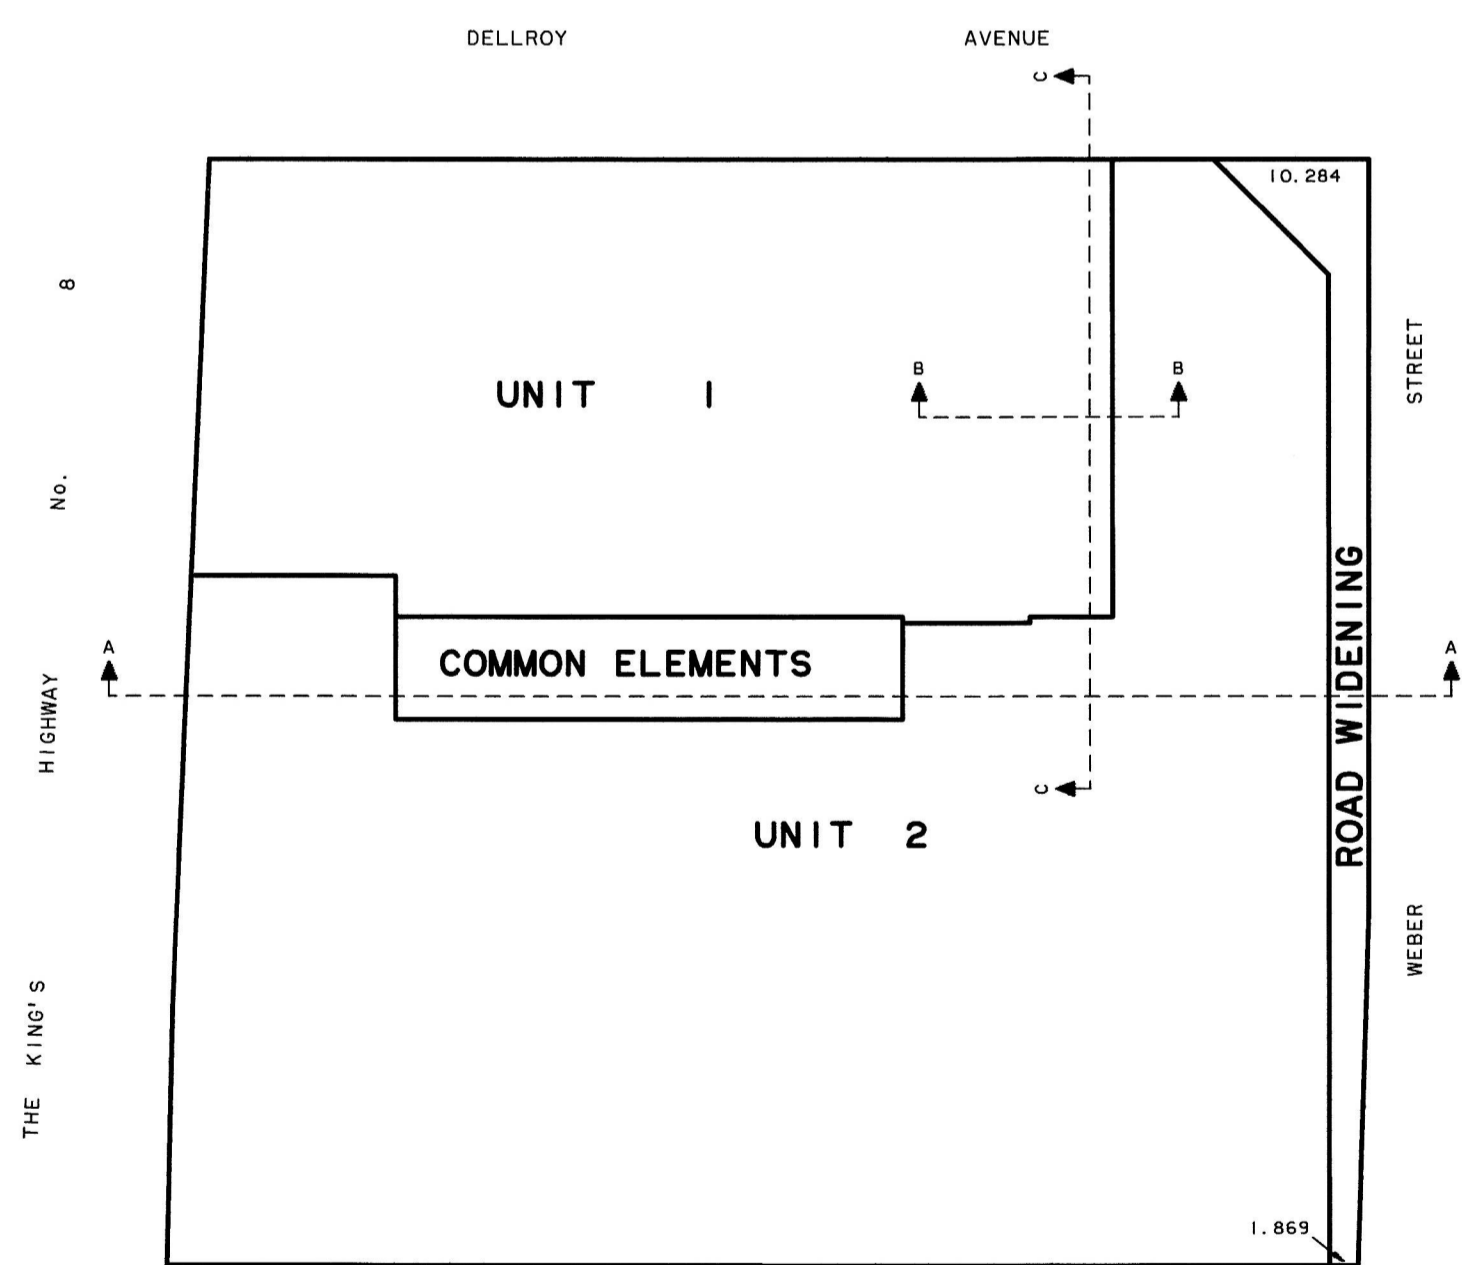 DELLROY AVENUE
C
10.284
THE KING'S HIGHWAY No. 8
B B
UNIT 1
STREET
WEBER
A A
COMMON ELEMENTS
ROAD WIDENING
C
UNIT 2
1.869